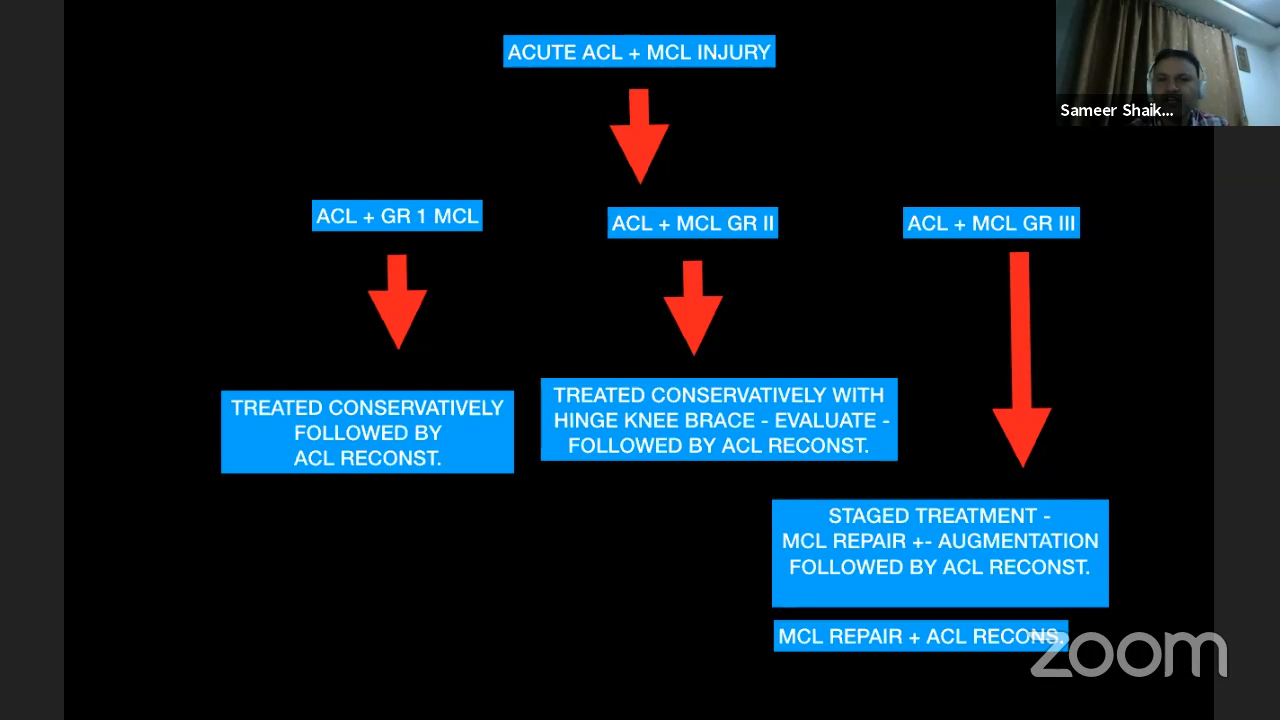 ACUTE ACL + MCL INJURY
Sameer Shaik...
ACL + GR 1 MCL
ACL + MCL GR II
ACL + MCL GR III
TREATED CONSERVATIVELY
FOLLOWED BY
ACL RECONST.
TREATED CONSERVATIVELY WITH
HINGE KNEE BRACE - EVALUATE -
FOLLOWED BY ACL RECONST.
STAGED TREATMENT -
MCL REPAIR +- AUGMENTATION
FOLLOWED BY ACL RECONST.
MCL REPAIR + ACL RECONS.
zoom